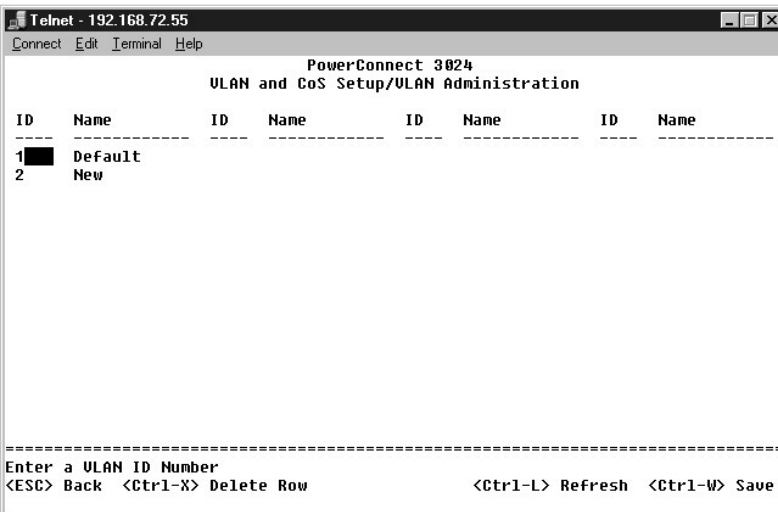 Telnet - 192.168.72.55
Connect Edit Terminal Help
PowerConnect 3024
VLAN and CoS Setup/VLAN Administration
ID Name ID Name ID Name ID Name
---- ------------ ---- ------------ ---- ------------ ---- ------------
1 Default
2 New
================================================================================
Enter a VLAN ID Number
<ESC> Back <Ctrl-X> Delete Row <Ctrl-L> Refresh <Ctrl-W> Save